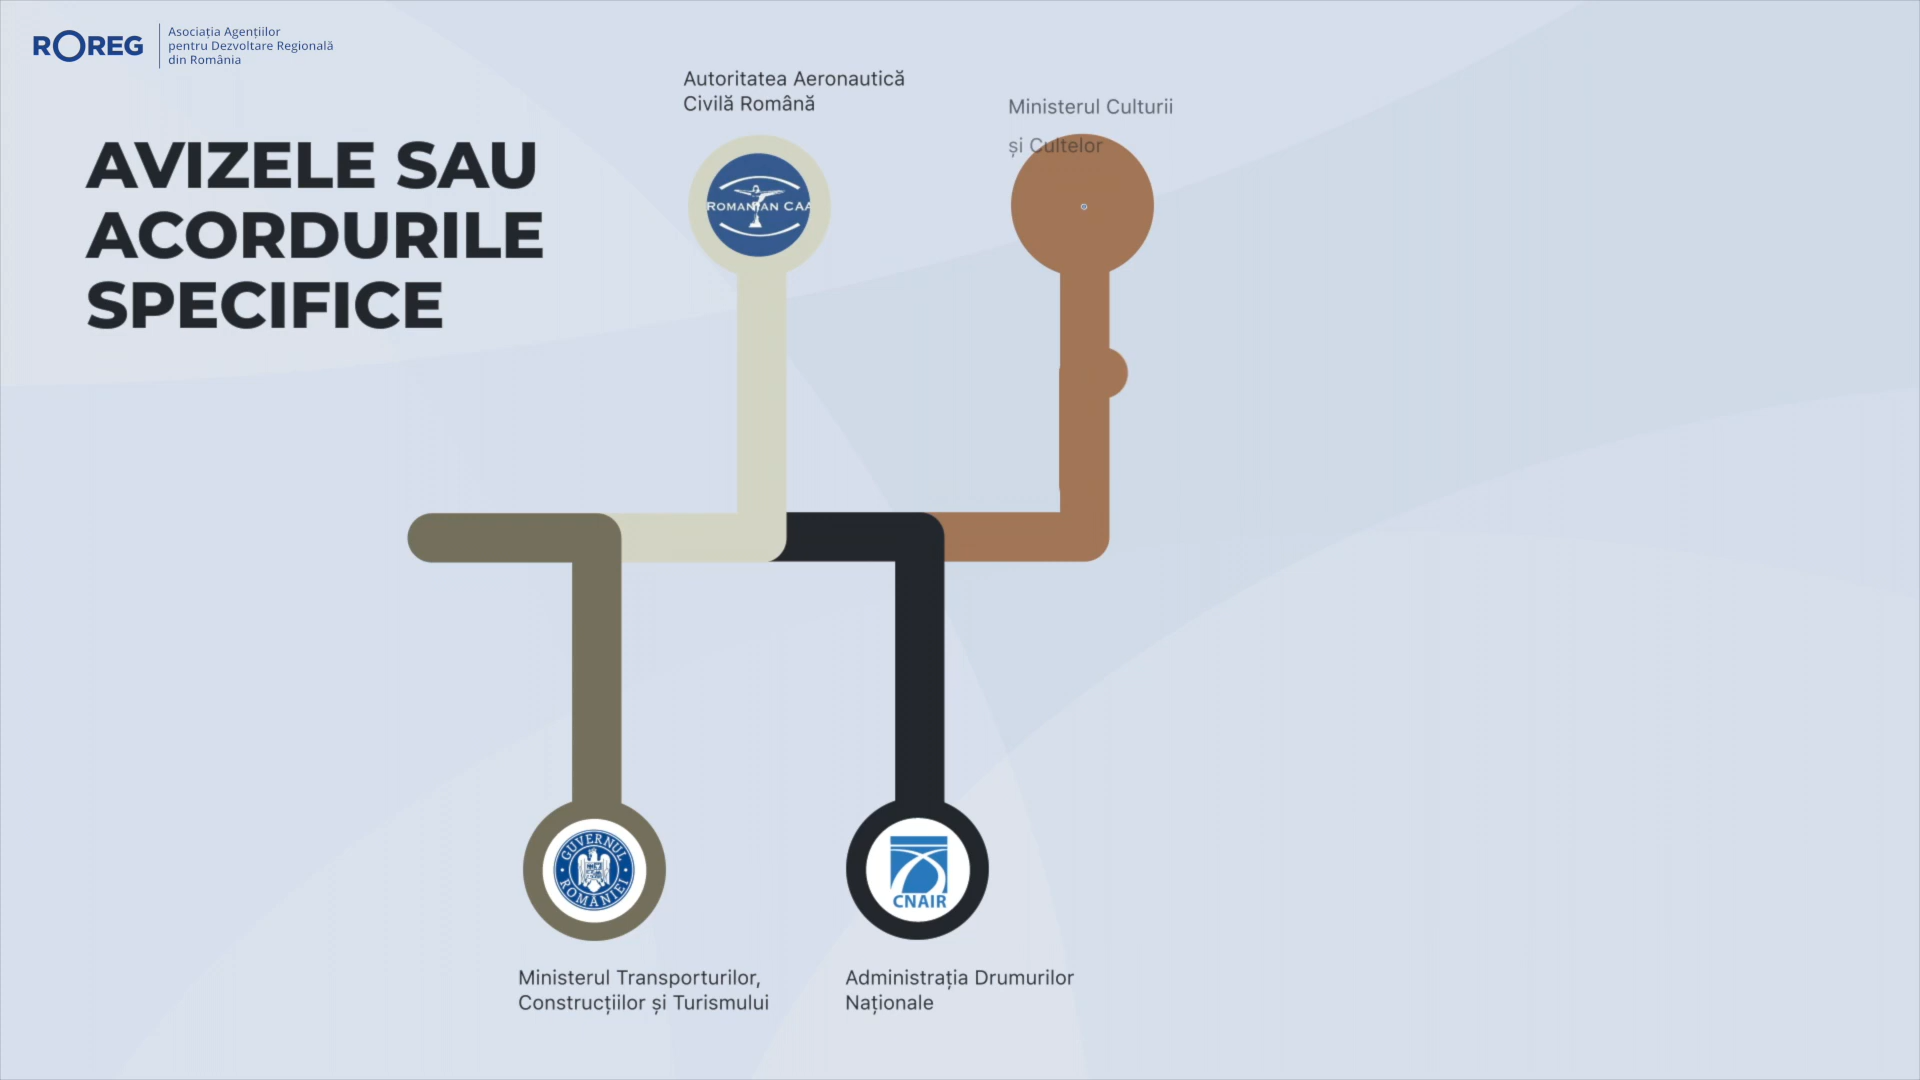 ROREG
Asociația Agențiilor
pentru Dezvoltare Regională
din România
AVIZELE SAU
ACORDURILE
SPECIFICE
Autoritatea Aeronautică
Civilă Română
ROMANIAN CAA
Ministerul Culturii
și Cultelor
GUVERNUL
ROMÂNIEI
CNAIR
Ministerul Transporturilor,
Construcțiilor și Turismului
Administrația Drumurilor
Naționale